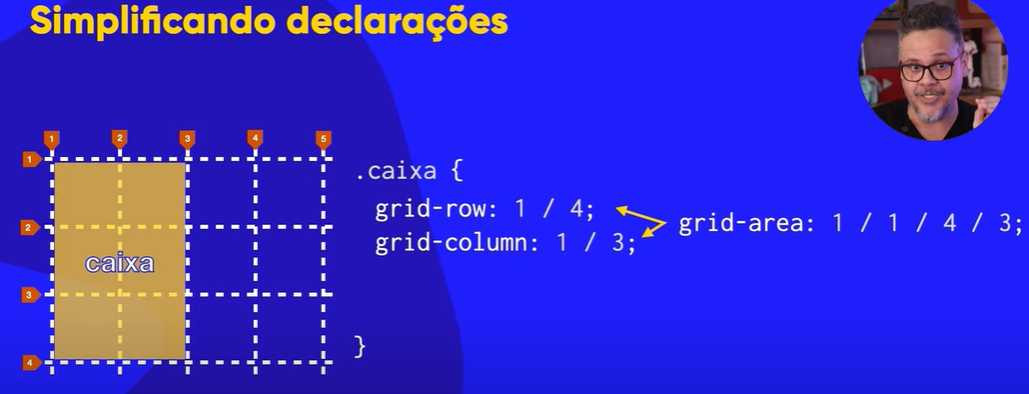 Simplificando declarações
1 2 3 4 5
1
.caixa {
grid-row: 1 / 4;
grid-area: 1 / 1 / 4 / 3;
2
grid-column: 1 / 3;
caixa
3
}
4